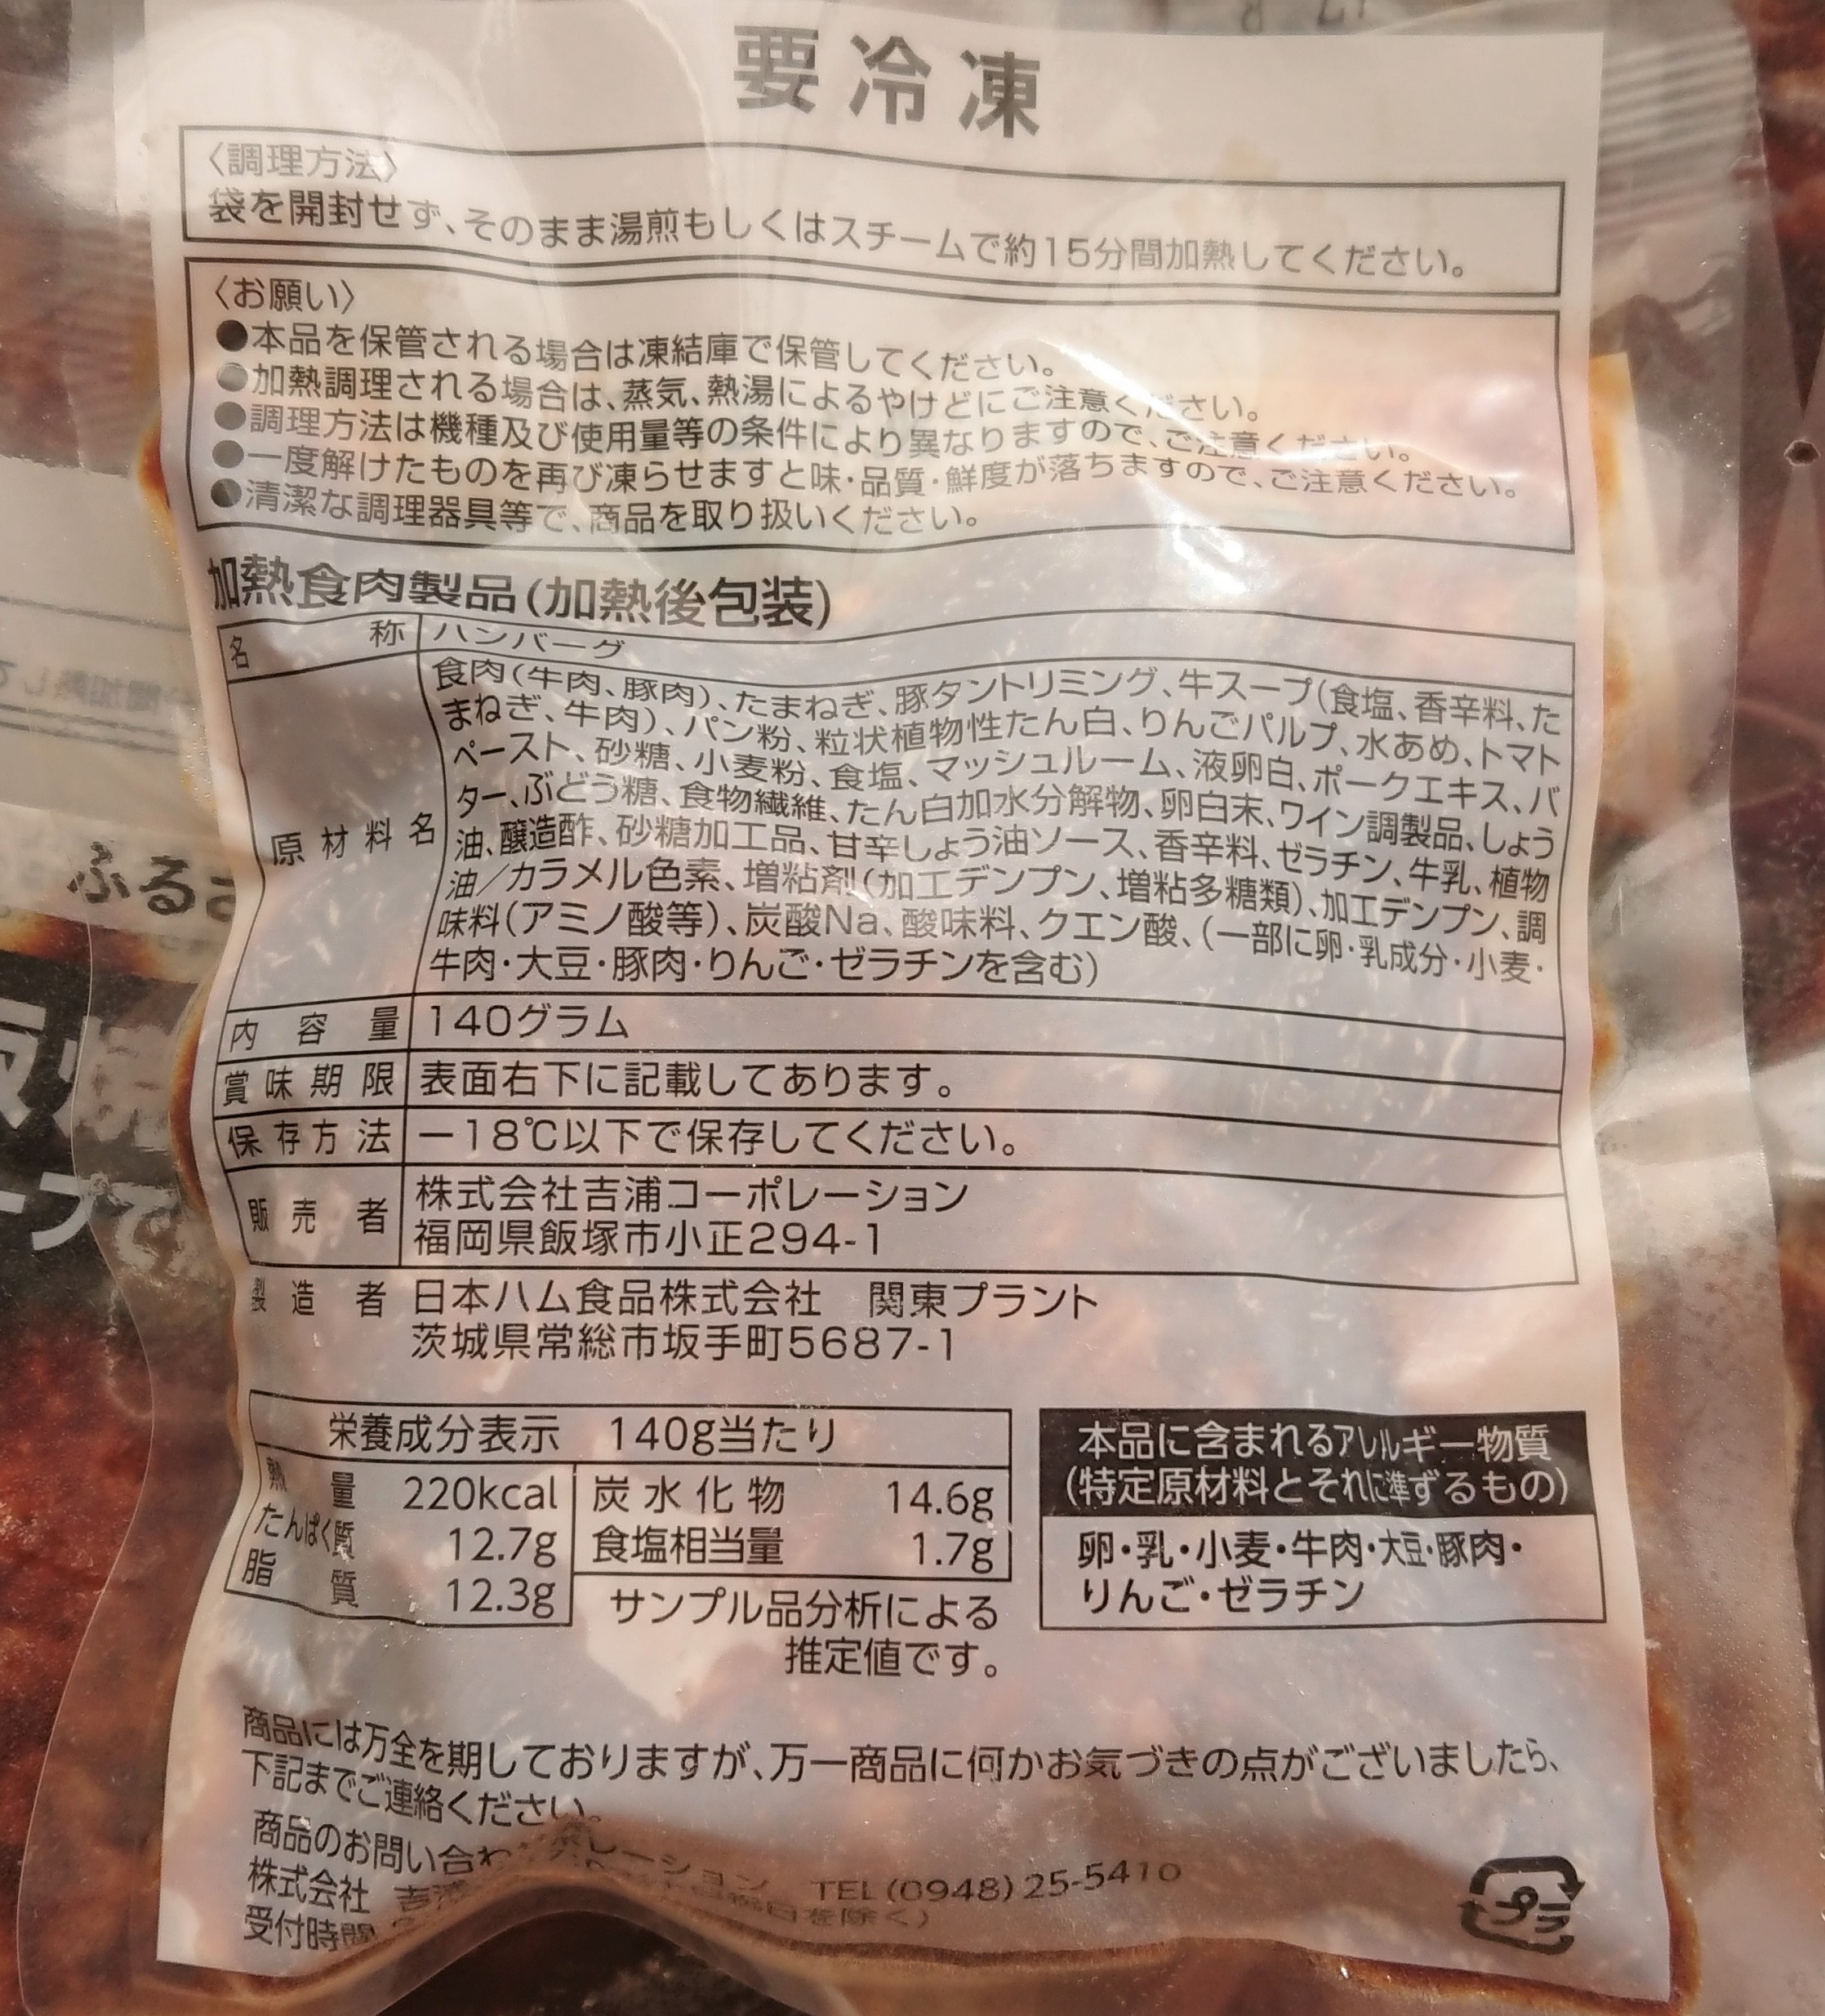 要冷凍
〈調理方法〉
袋を開封せず、そのまま湯煎もしくはスチームで約15分間加熱してください。
〈お願い〉
●本品を保管される場合は凍結庫で保管してください。
●加熱調理される場合は、蒸気、熱湯によるやけどにご注意ください。
●調理方法は機種及び使用量等の条件により異なりますので、ご注意ください。
●一度解けたものを再び凍らせますと味・品質・鮮度が落ちますので、ご注意ください。
●清潔な調理器具等で、商品を取り扱いください。
加熱食肉製品(加熱後包装)
名称 ハンバーグ
原材料名 食肉(牛肉、豚肉)、たまねぎ、豚タントリミング、牛スープ(食塩、香辛料、た
まねぎ、牛肉)、パン粉、粒状植物性たん白、りんごパルプ、水あめ、トマト
ペースト、砂糖、小麦粉、食塩、マッシュルーム、液卵白、ポークエキス、バ
ター、ぶどう糖、食物繊維、たん白加水分解物、卵白末、ワイン調製品、しょう
油、醸造酢、砂糖加工品、甘辛しょう油ソース、香辛料、ゼラチン、牛乳、植物
油/カラメル色素、増粘剤(加工デンプン、増粘多糖類)、加工デンプン、調
味料(アミノ酸等)、炭酸Na、酸味料、クエン酸、(一部に卵・乳成分・小麦・
牛肉・大豆・豚肉・りんご・ゼラチンを含む)
内容量 140グラム
賞味期限 表面右下に記載してあります。
保存方法 −18℃以下で保存してください。
販売者 株式会社吉浦コーポレーション
福岡県飯塚市小正294-1
製造者 日本ハム食品株式会社 関東プラント
茨城県常総市坂手町5687-1
栄養成分表示 140g当たり
熱量 220kcal 炭水化物 14.6g
たんぱく質 12.7g 食塩相当量 1.7g
脂質 12.3g サンプル品分析による
推定値です。
本品に含まれるアレルギー物質
(特定原材料とそれに準ずるもの)
卵・乳・小麦・牛肉・大豆・豚肉・
りんご・ゼラチン
商品には万全を期しておりますが、万一商品に何かお気づきの点がございましたら、
下記までご連絡ください。
商品のお問い合わ
株式会社 吉浦 ポレーション TEL(0948)25-5410
受付時間 日を除く)
プラ
ふるさ
プで